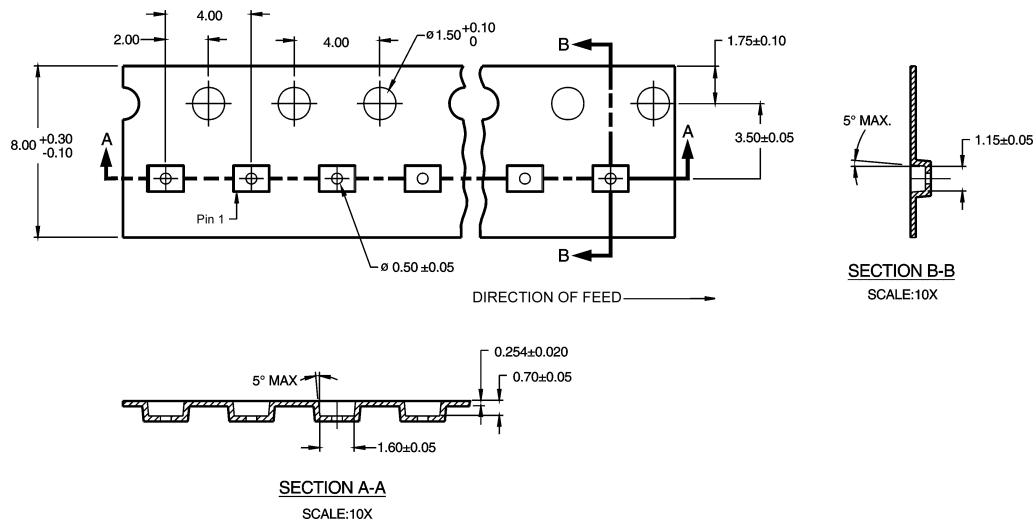 4.00
2.00
4.00
ø1.50 +0.10
0
B
1.75±0.10
8.00 +0.30
-0.10
A
A
3.50±0.05
5° MAX.
1.15±0.05
Pin 1
B
ø 0.50 ±0.05
SECTION B-B
SCALE:10X
DIRECTION OF FEED
0.254±0.020
5° MAX
0.70±0.05
1.60±0.05
SECTION A-A
SCALE:10X